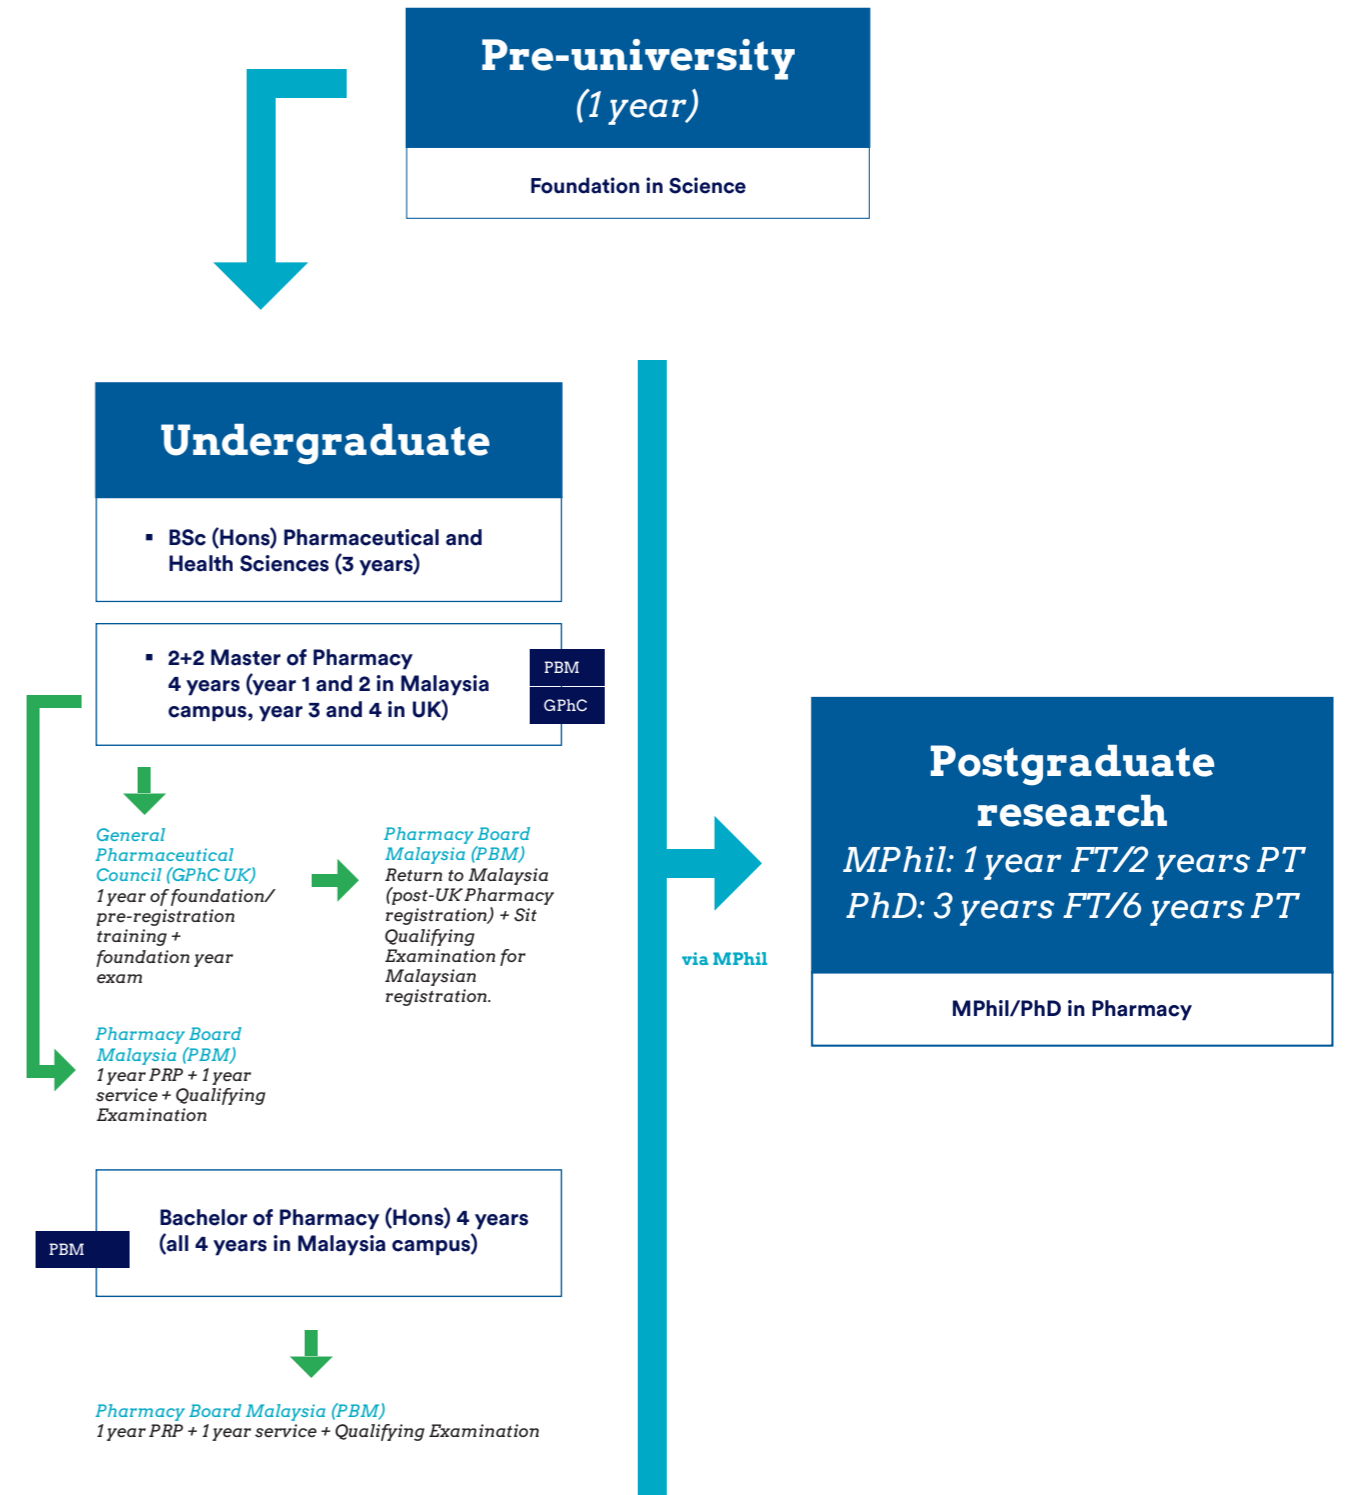 Pre-university
(1 year)
Foundation in Science
Undergraduate
▪ BSc (Hons) Pharmaceutical and
Health Sciences (3 years)
▪ 2+2 Master of Pharmacy
4 years (year 1 and 2 in Malaysia
campus, year 3 and 4 in UK)
PBM
GPhC
General
Pharmaceutical
Council (GPhC UK)
1 year of foundation/
pre-registration
training +
foundation year
exam
Pharmacy Board
Malaysia (PBM)
Return to Malaysia
(post-UK Pharmacy
registration) + Sit
Qualifying
Examination for
Malaysian
registration.
Pharmacy Board
Malaysia (PBM)
1 year PRP + 1 year
service + Qualifying
Examination
Bachelor of Pharmacy (Hons) 4 years
(all 4 years in Malaysia campus)
PBM
Pharmacy Board Malaysia (PBM)
1 year PRP + 1 year service + Qualifying Examination
via MPhil
Postgraduate
research
MPhil: 1 year FT/2 years PT
PhD: 3 years FT/6 years PT
MPhil/PhD in Pharmacy